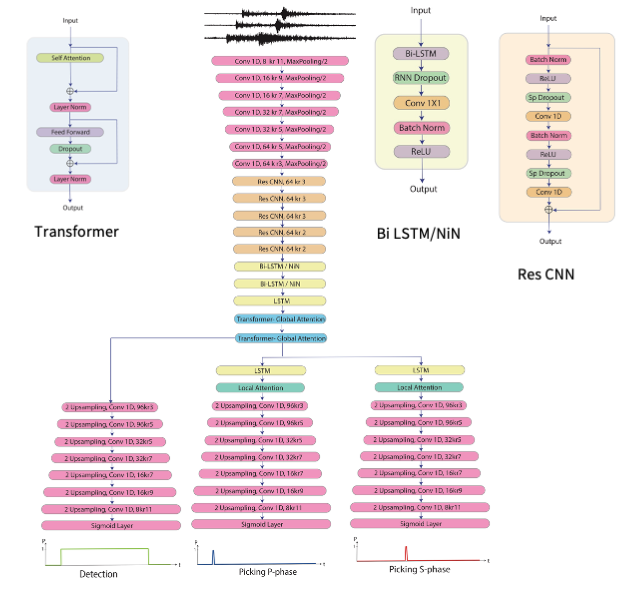 Input
Self Attention
Layer Norm
Feed Forward
Dropout
Layer Norm
Output
Transformer
Conv 1D, 8 kr 11, MaxPooling/2
Conv 1D, 16 kr 9, MaxPooling/2
Conv 1D, 16 kr 7, MaxPooling/2
Conv 1D, 32 kr 7, MaxPooling/2
Conv 1D, 32 kr 5, MaxPooling/2
Conv 1D, 64 kr 5, MaxPooling/2
Conv 1D, 64 kr3, MaxPooling/2
Res CNN, 64 kr 3
Res CNN, 64 kr 3
Res CNN, 64 kr 3
Res CNN, 64 kr 2
Res CNN, 64 kr 2
Bi-LSTM / NiN
Bi-LSTM / NiN
LSTM
Transformer- Global Attention
Transformer- Global Attention
Input
Bi-LSTM
RNN Dropout
Conv 1X1
Batch Norm
ReLU
Output
Bi LSTM/NiN
Input
Batch Norm
ReLU
Sp Dropout
Conv 1D
Batch Norm
ReLU
Sp Dropout
Conv 1D
Output
Res CNN
2 Upsampling, Conv 1D, 96kr3
2 Upsampling, Conv 1D, 96kr5
2 Upsampling, Conv 1D, 32kr5
2 Upsampling, Conv 1D, 32kr7
2 Upsampling, Conv 1D, 16kr7
2 Upsampling, Conv 1D, 16kr9
2 Upsampling, Conv 1D, 8kr11
Sigmoid Layer
t
Detection
LSTM
Local Attention
2 Upsampling, Conv 1D, 96kr3
2 Upsampling, Conv 1D, 96kr5
2 Upsampling, Conv 1D, 32kr5
2 Upsampling, Conv 1D, 32kr7
2 Upsampling, Conv 1D, 16kr7
2 Upsampling, Conv 1D, 16kr9
2 Upsampling, Conv 1D, 8kr11
Sigmoid Layer
t
Picking P-phase
LSTM
Local Attention
2 Upsampling, Conv 1D, 96kr3
2 Upsampling, Conv 1D, 96kr5
2 Upsampling, Conv 1D, 32kr5
2 Upsampling, Conv 1D, 32kr7
2 Upsampling, Conv 1D, 16kr7
2 Upsampling, Conv 1D, 16kr9
2 Upsampling, Conv 1D, 8kr11
Sigmoid Layer
t
Picking S-phase